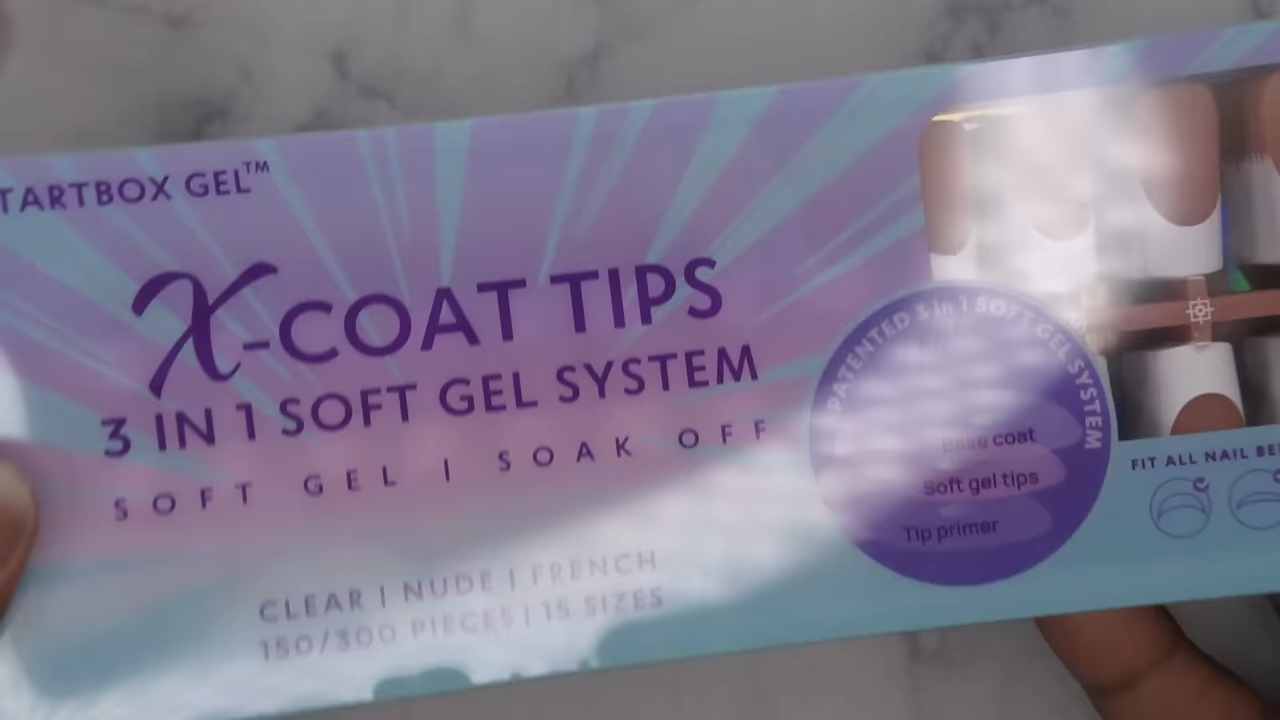 TARTBOX GEL™
X-COAT TIPS
3 IN 1 SOFT GEL SYSTEM
SOFT GEL | SOAK OFF
CLEAR | NUDE | FRENCH
150/300 PIECES | 15 SIZES
PATENTED 3 in 1 SOFT GEL SYSTEM
Base coat
Soft gel tips
Tip primer
FIT ALL NAIL BE